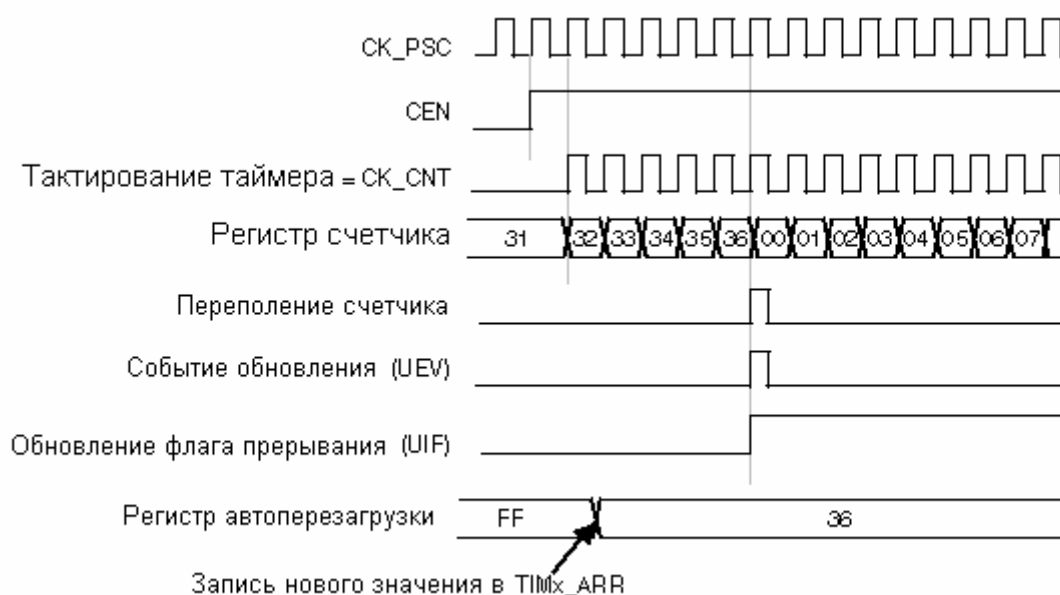 CK_PSC
CEN
Тактирование таймера = CK_CNT
Регистр счетчика 31 32 33 34 35 36 00 01 02 03 04 05 06 07
Переполение счетчика
Событие обновления (UEV)
Обновление флага прерывания (UIF)
Регистр автоперезагрузки FF 36
Запись нового значения в TIMx_ARR